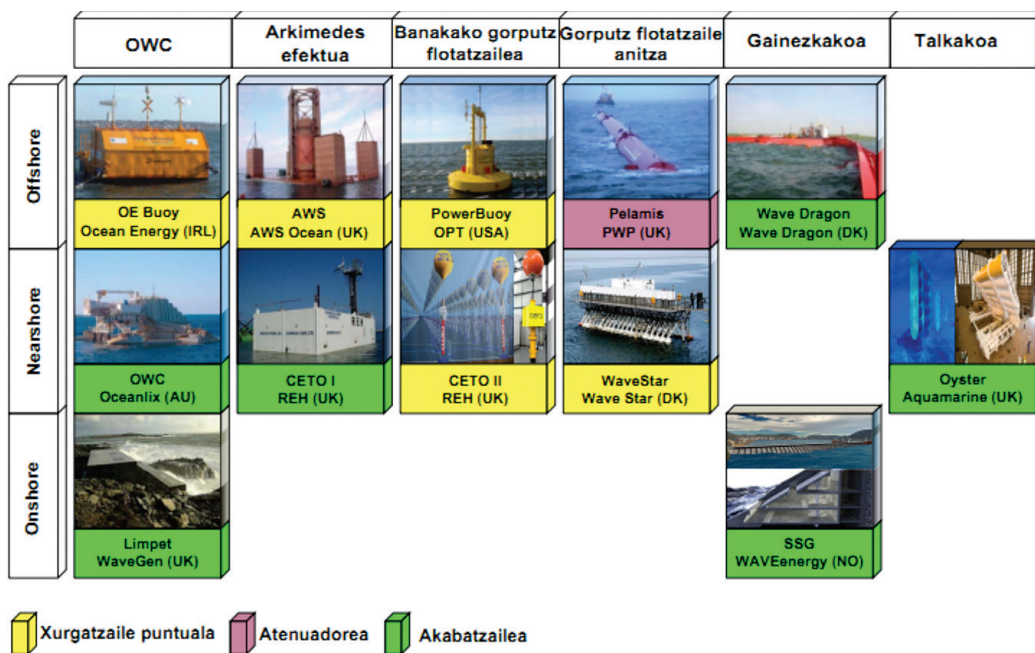 OWC
Arkimedes
efektua
Banakako gorputz
flotatzailea
Gorputz flotatzaile
anitza
Gainezkakoa
Talkakoa
Offshore
OE Buoy
Ocean Energy (IRL)
AWS
AWS Ocean (UK)
PowerBuoy
OPT (USA)
Pelamis
PWP (UK)
Wave Dragon
Wave Dragon (DK)
Nearshore
OWC
Oceanlix (AU)
CETO I
REH (UK)
CETO II
REH (UK)
WaveStar
Wave Star (DK)
Oyster
Aquamarine (UK)
Onshore
Limpet
WaveGen (UK)
SSG
WAVEenergy (NO)
Xurgatzaile puntuala
Atenuadorea
Akabatzailea